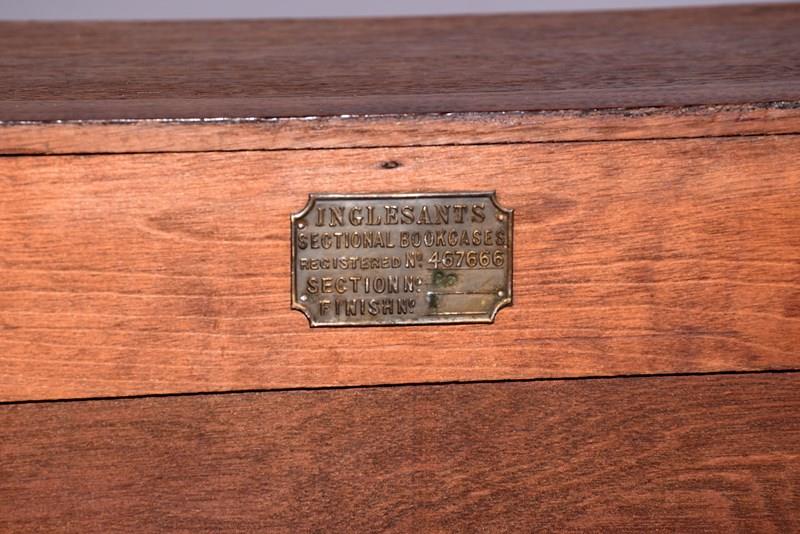 INGLESANTS
SECTIONAL BOOKCASES
REGISTERED Nº 467666
SECTION Nº
FINISH Nº